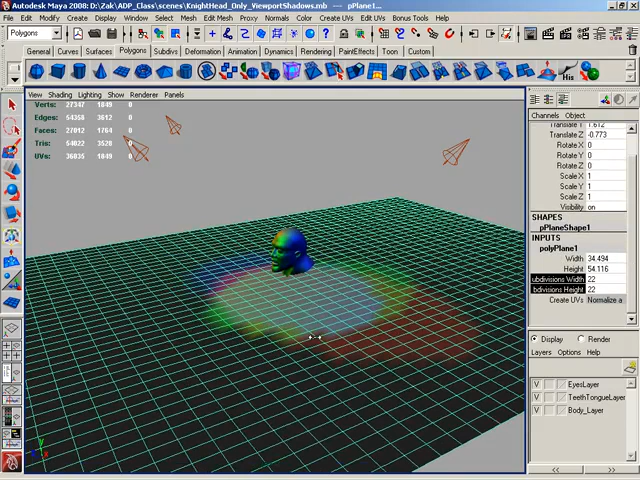 Autodesk Maya 2008: D:\Zak\ADP_Class\scenes\KnightHead_Only_ViewportShadows.mb --- pPlane1...
Edit Modify Create Display Window Assets Select Mesh Edit Mesh Proxy Normals Color Create UVs Edit UVs Bonus Tools Help
Polygons
General Curves Surfaces Polygons Subdivs Deformation Animation Dynamics Rendering PaintEffects Toon Custom
His
View Shading Lighting Show Renderer Panels
Verts: 27347 1849 0
Edges: 54358 3612 0
Faces: 27012 1764 0
Tris: 54022 3528 0
UVs: 36035 1849 0
Channels Object
Translate Y 1.612
Translate Z -0.773
Rotate X 0
Rotate Y 0
Rotate Z 0
Scale X 1
Scale Y 1
Scale Z 1
Visibility on
SHAPES
pPlaneShape1
INPUTS
polyPlane1
Width 34.494
Height 54.116
ubdivisions Width 22
bdivisions Height 22
Create UVs Normalize a
Display Render
Layers Options Help
V EyesLayer
V TeethTongueLayer
V Body_Layer
<< >>